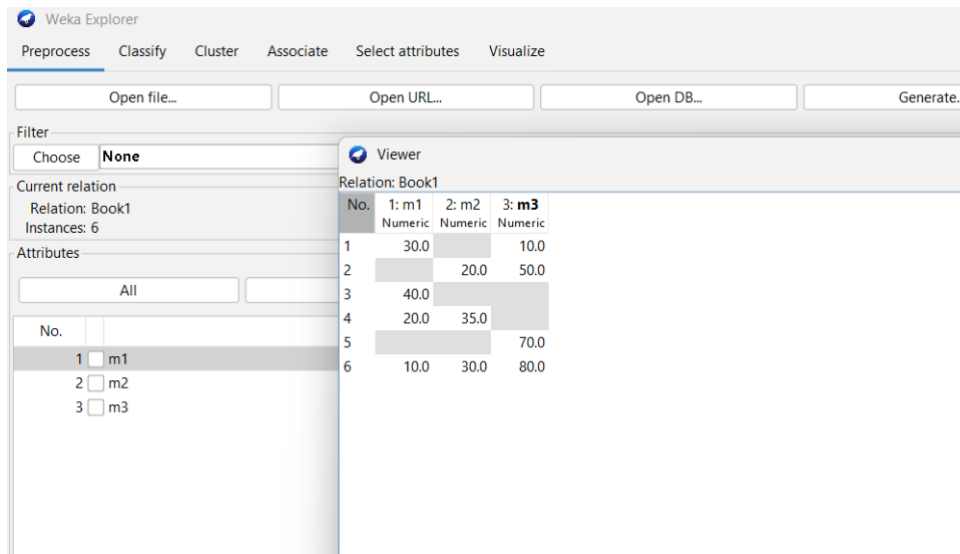 Weka Explorer
Preprocess Classify Cluster Associate Select attributes Visualize
Open file... Open URL... Open DB... Generate.
Filter
Choose None
Current relation
Relation: Book1
Instances: 6
Attributes
All
No.
1 m1
2 m2
3 m3
Viewer
Relation: Book1
No. 1: m1 2: m2 3: m3
Numeric Numeric Numeric
1 30.0 10.0
2 20.0 50.0
3 40.0
4 20.0 35.0
5 70.0
6 10.0 30.0 80.0